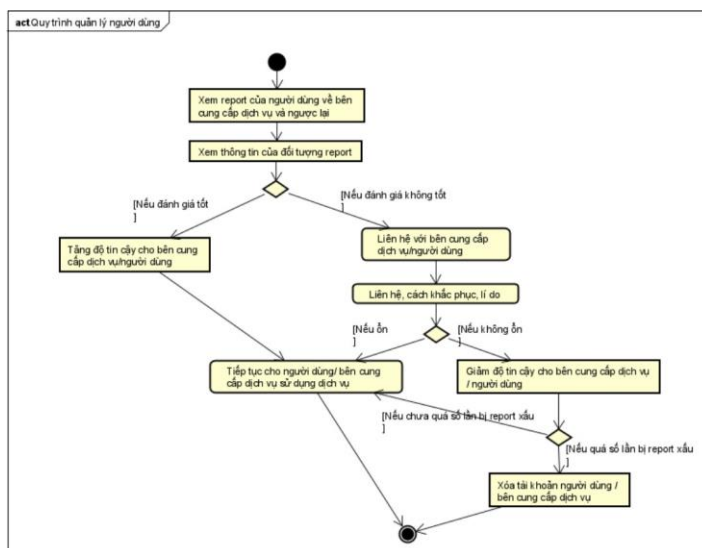 act Quy trình quản lý người dùng
Xem report của người dùng về bên
cung cấp dịch vụ và ngược lại
Xem thông tin của đối tượng report
[Nếu đánh giá tốt
]
[Nếu đánh giá không tốt
]
Tăng độ tin cậy cho bên cung
cấp dịch vụ/người dùng
Liên hệ với bên cung cấp
dịch vụ/người dùng
Liên hệ, cách khắc phục, lí do
[Nếu ổn
]
[Nếu không ổn
]
Tiếp tục cho người dùng/ bên cung
cấp dịch vụ sử dụng dịch vụ
Giảm độ tin cậy cho bên cung cấp dịch vụ
/ người dùng
[Nếu chưa quá số lần bị report xấu
]
[Nếu quá số lần bị report xấu
]
Xóa tài khoản người dùng /
bên cung cấp dịch vụ